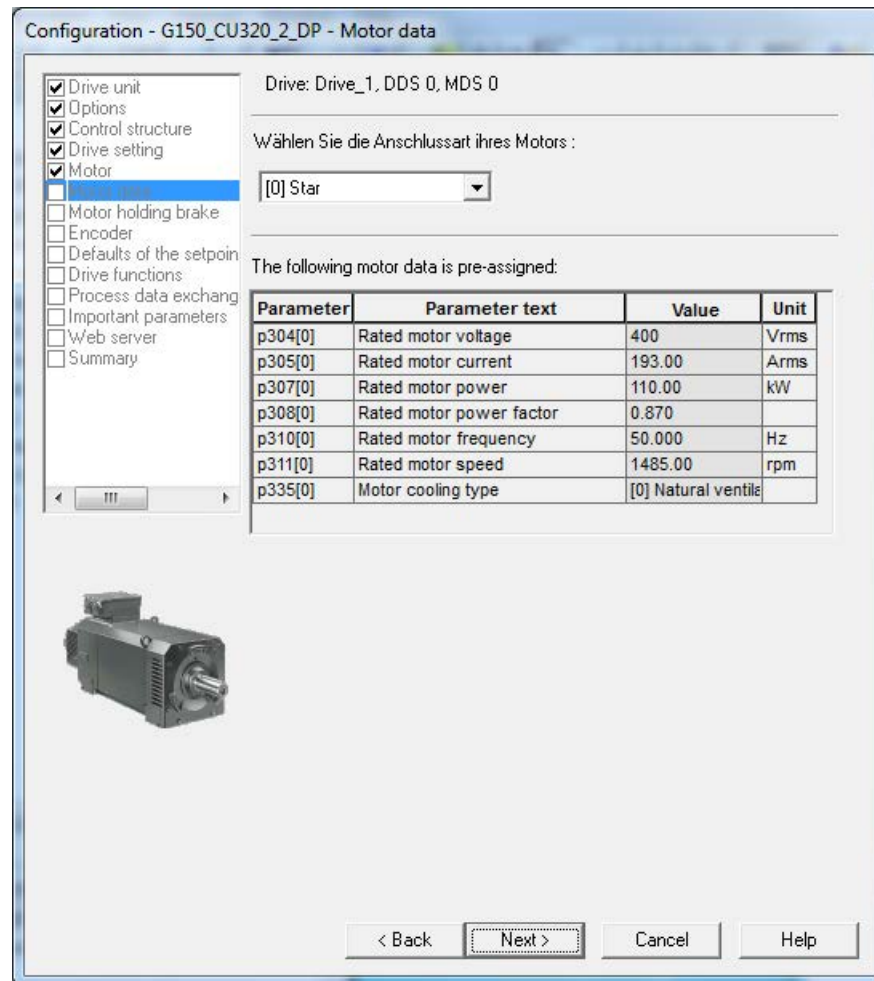 Configuration - G150_CU320_2_DP - Motor data
Drive unit
Options
Control structure
Drive setting
Motor
Motor holding brake
Encoder
Defaults of the setpoin
Drive functions
Process data exchang
Important parameters
Web server
Summary
Drive: Drive_1, DDS 0, MDS 0
Wählen Sie die Anschlussart ihres Motors :
[0] Star
The following motor data is pre-assigned:
Parameter Parameter text Value Unit
p304[0] Rated motor voltage 400 Vrms
p305[0] Rated motor current 193.00 Arms
p307[0] Rated motor power 110.00 kW
p308[0] Rated motor power factor 0.870
p310[0] Rated motor frequency 50.000 Hz
p311[0] Rated motor speed 1485.00 rpm
p335[0] Motor cooling type [0] Natural ventila
< Back Next > Cancel Help